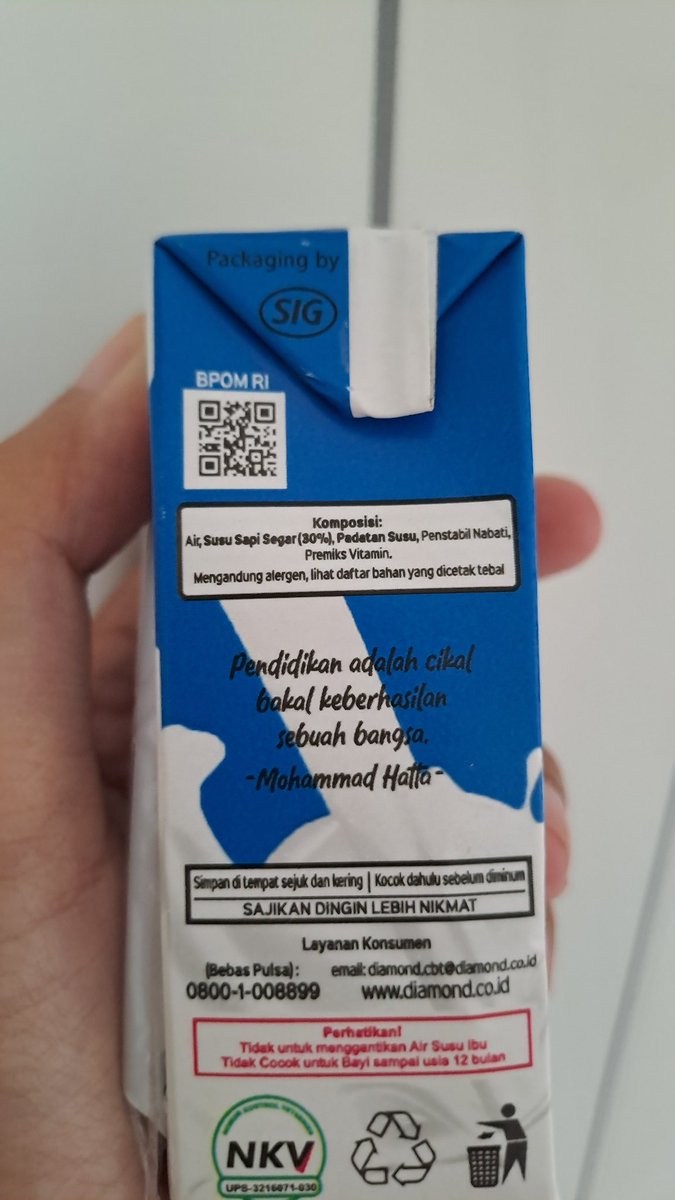 Packaging by
SIG
BPOM RI
Komposisi:
Air, Susu Sapi Segar (30%), Padatan Susu, Penstabil Nabati,
Premiks Vitamin.
Mengandung alergen, lihat daftar bahan yang dicetak tebal
Pendidikan adalah cikal
bakal keberhasilan
sebuah bangsa.
-Mohammad Hatta-
Simpan di tempat sejuk dan kering | Kocok dahulu sebelum diminum
SAJIKAN DINGIN LEBIH NIKMAT
Layanan Konsumen
(Bebas Pulsa): email: diamond.cbt@diamond.co.id
0800-1-008899 www.diamond.co.id
Perhatikan!
Tidak untuk menggantikan Air Susu Ibu
Tidak Cocok untuk Bayi sampai usia 12 bulan
NKV
UPS-3216071-030